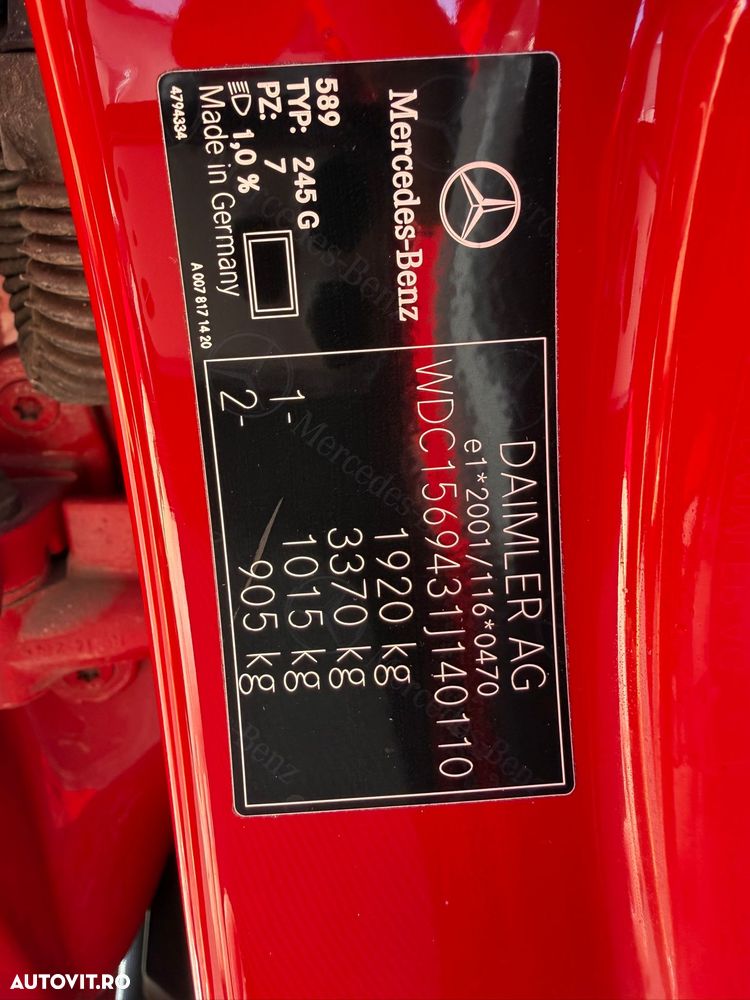 Mercedes-Benz
589
TYP: 245 G
PZ: 7
1,0 %
Made in Germany
4794334
A 007 817 14 20
DAIMLER AG
e1*2001/116*0470
WDC1569431J140110
1920 kg
3370 kg
1- 1015 kg
2- 905 kg
AUTOVIT.RO